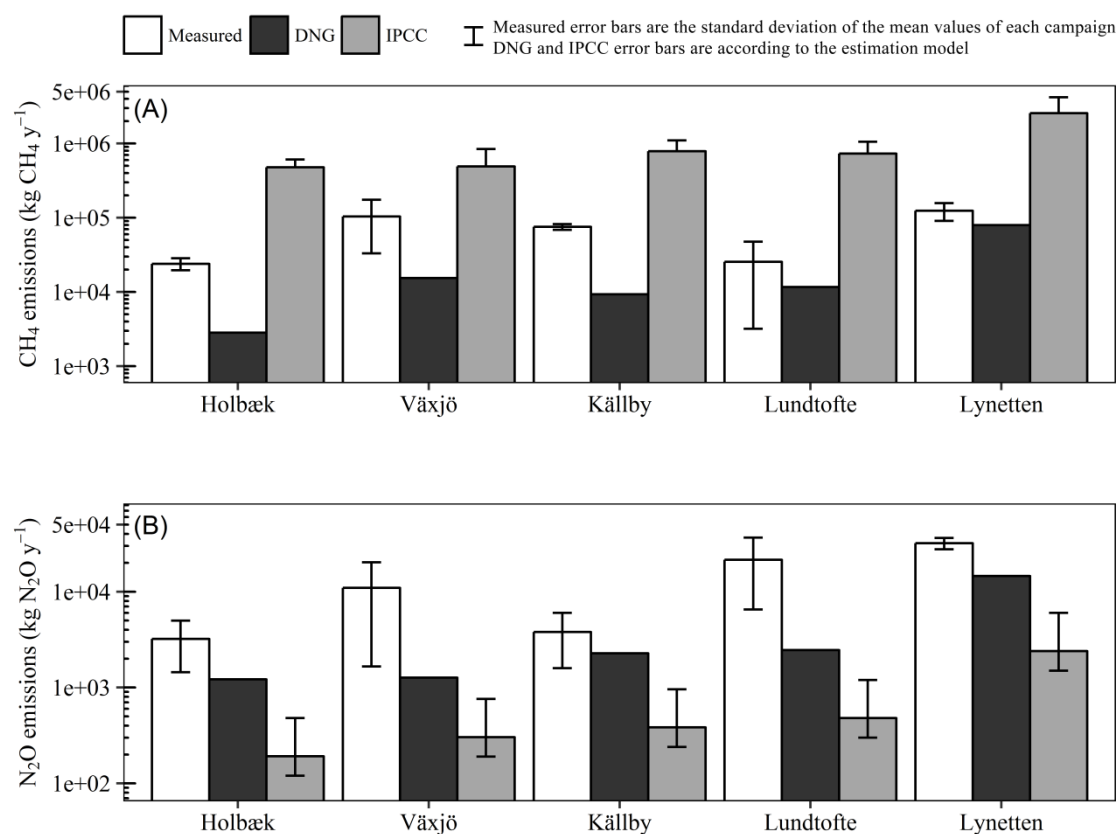 Measured DNG IPCC
Measured error bars are the standard deviation of the mean values of each campaign
DNG and IPCC error bars are according to the estimation model
(A)
CH₄ emissions (kg CH₄ y⁻¹)
5e+06
1e+06
1e+05
1e+04
1e+03
Holbæk Växjö Källby Lundtofte Lynetten
(B)
N₂O emissions (kg N₂O y⁻¹)
5e+04
1e+04
1e+03
1e+02
Holbæk Växjö Källby Lundtofte Lynetten